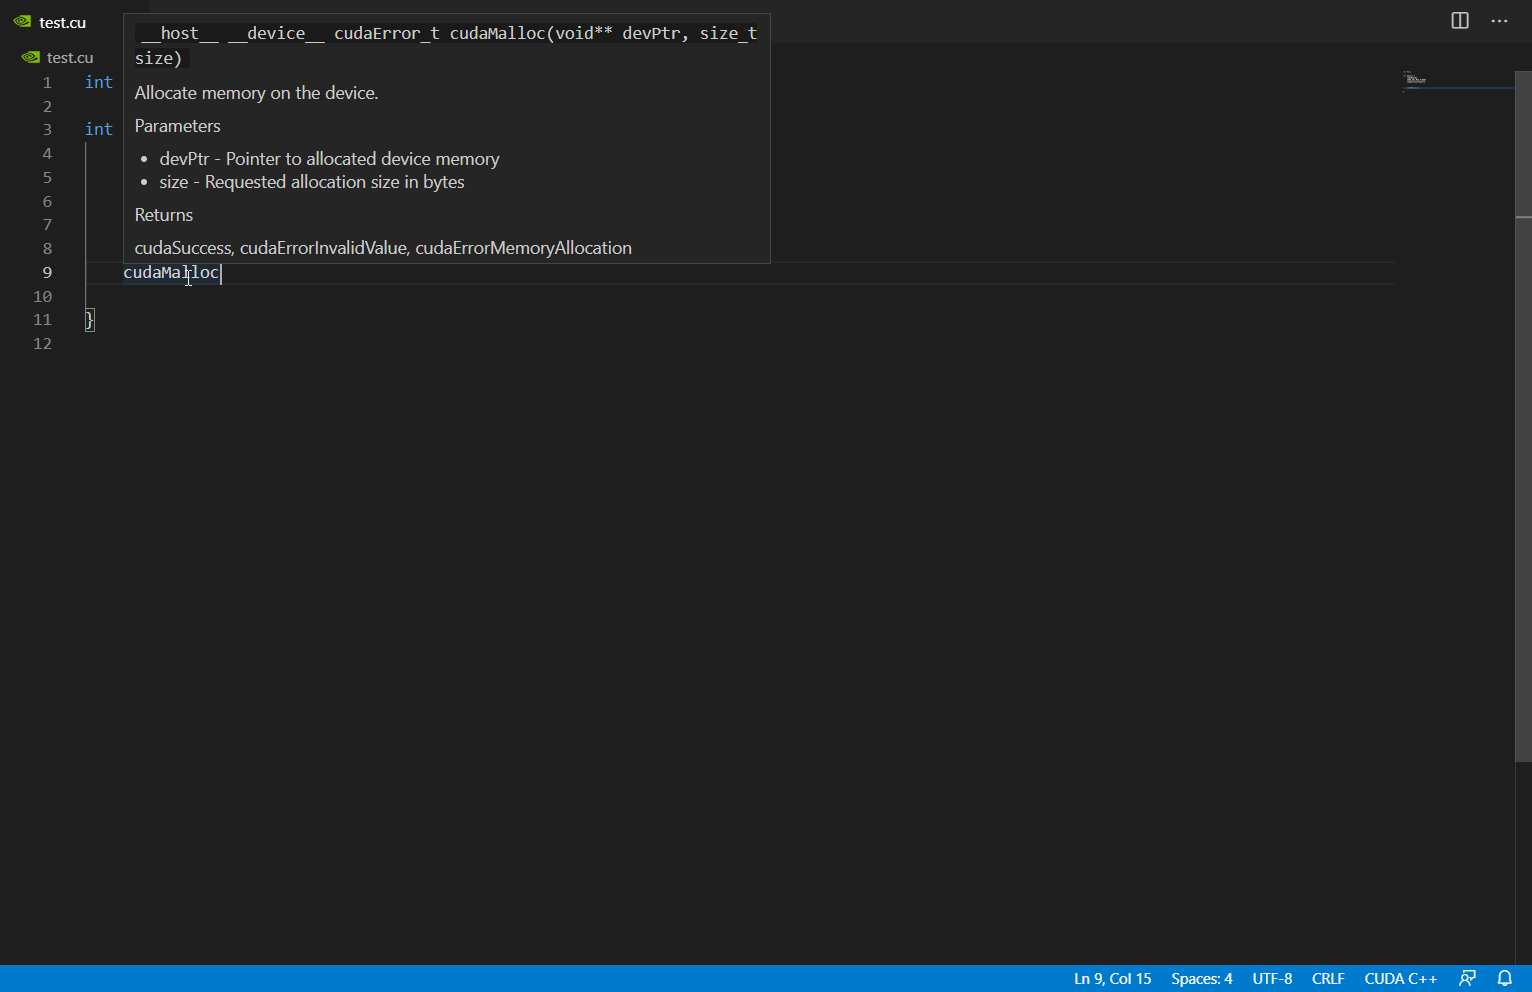 test.cu
__host__ __device__ cudaError_t cudaMalloc(void** devPtr, size_t
size)
test.cu
Allocate memory on the device.
Parameters
• devPtr - Pointer to allocated device memory
• size - Requested allocation size in bytes
Returns
cudaSuccess, cudaErrorInvalidValue, cudaErrorMemoryAllocation
1 int
2
3 int
4
5
6
7
8
9 cudaMalloc
10
11 }
12
Ln 9, Col 15 Spaces: 4 UTF-8 CRLF CUDA C++